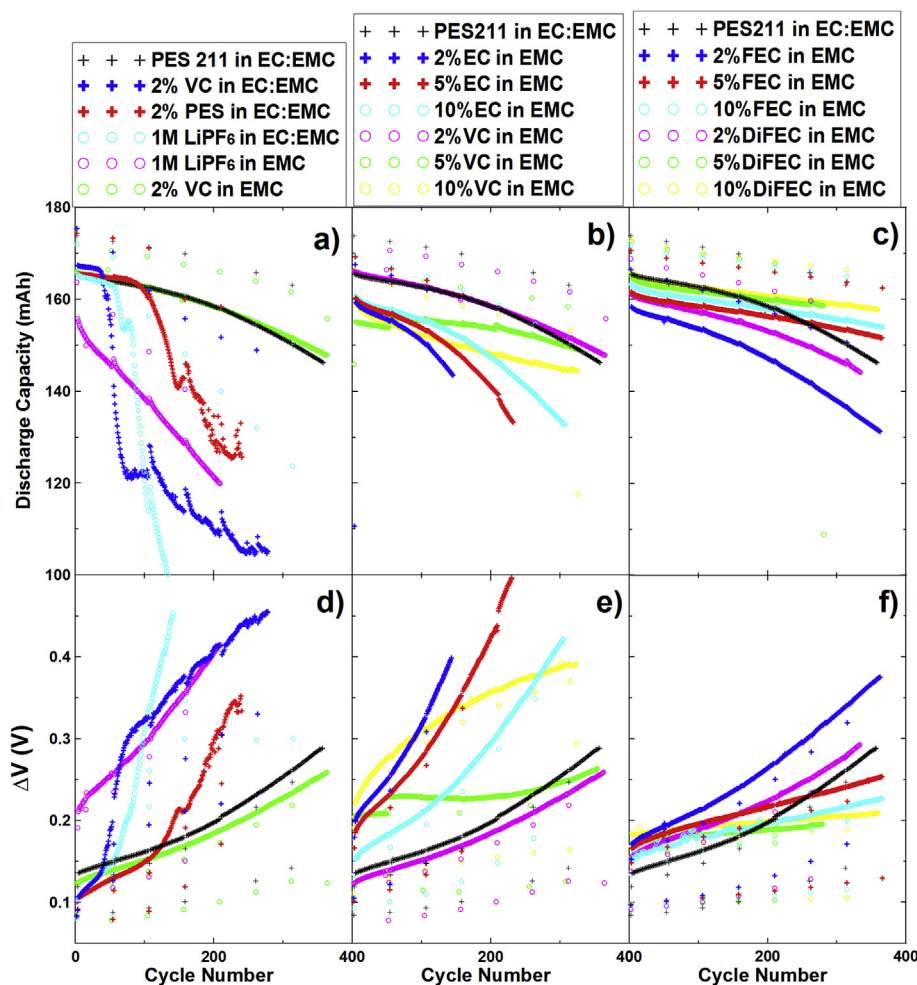 PES 211 in EC:EMC
2% VC in EC:EMC
2% PES in EC:EMC
1M LiPF6 in EC:EMC
1M LiPF6 in EMC
2% VC in EMC
PES211 in EC:EMC
2%EC in EMC
5%EC in EMC
10%EC in EMC
2%VC in EMC
5%VC in EMC
10%VC in EMC
PES211 in EC:EMC
2%FEC in EMC
5%FEC in EMC
10%FEC in EMC
2%DiFEC in EMC
5%DiFEC in EMC
10%DiFEC in EMC
180
160
140
120
100
Discharge Capacity (mAh)
a)
b)
c)
0.4
0.3
0.2
0.1
ΔV (V)
d)
e)
f)
0 200 400 200 400 200 400
Cycle Number
Cycle Number
Cycle Number